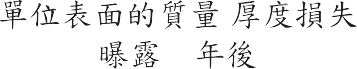 單位表面的質量 厚度損失
曝露　年後